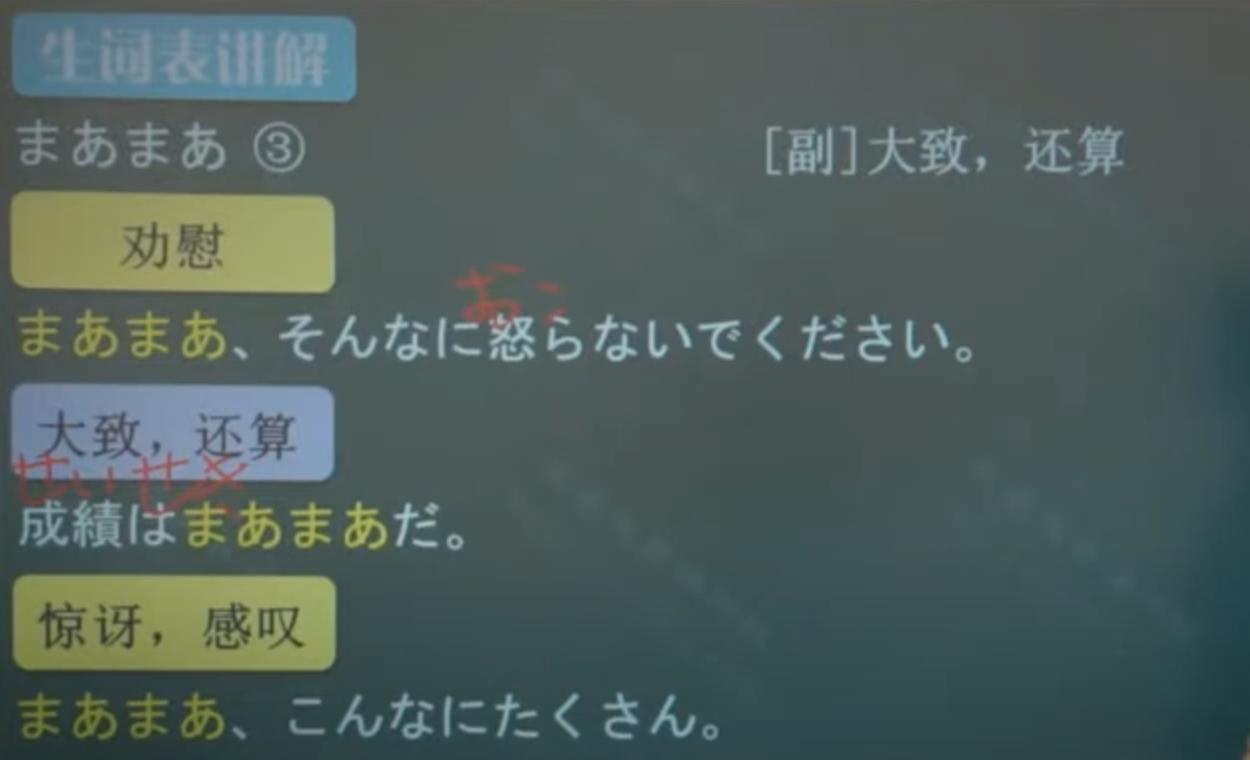 生词表讲解
まあまあ ③ [副]大致，还算
劝慰
おこ
まあまあ、そんなに怒らないでください。
大致，还算
せいせき
成績はまあまあだ。
惊讶，感叹
まあまあ、こんなにたくさん。